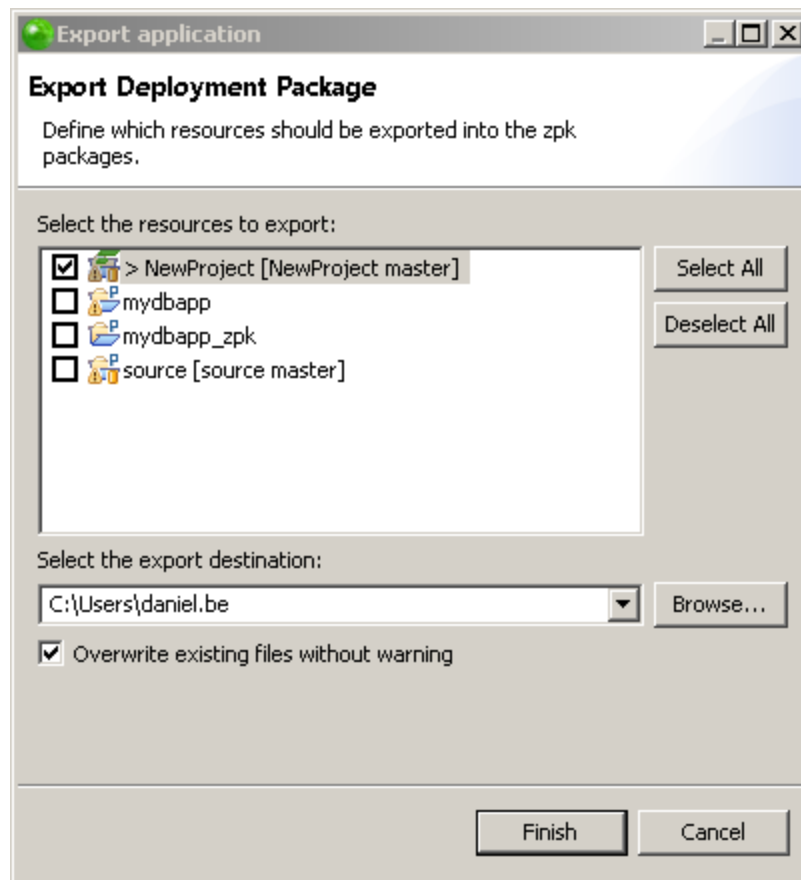 Export application
Export Deployment Package
Define which resources should be exported into the zpk
packages.
Select the resources to export:
> NewProject [NewProject master]
Select All
mydbapp
Deselect All
mydbapp_zpk
source [source master]
Select the export destination:
C:\Users\daniel.be
Browse...
Overwrite existing files without warning
Finish
Cancel